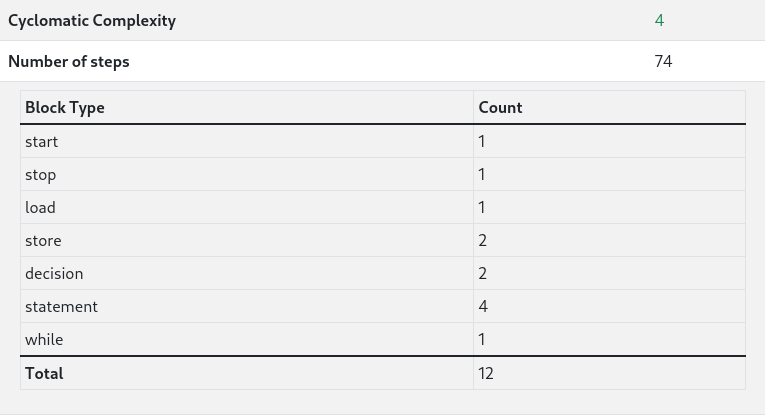 Cyclomatic Complexity 4
Number of steps 74
Block Type Count
start 1
stop 1
load 1
store 2
decision 2
statement 4
while 1
Total 12